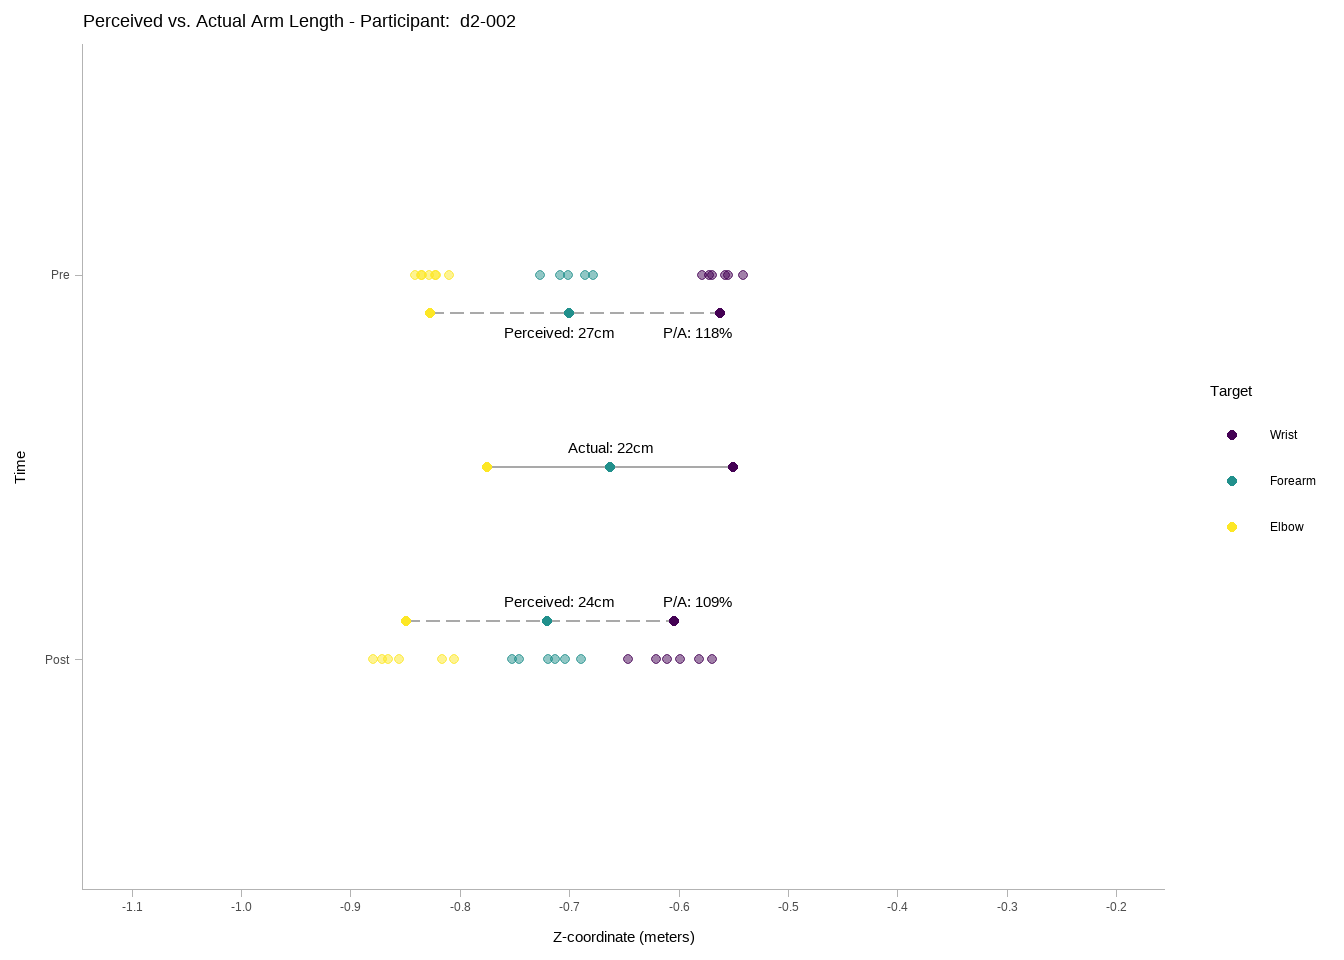 Perceived vs. Actual Arm Length - Participant:  d2-002
Pre
Perceived: 27cm
P/A: 118%
Target
Actual: 22cm
Wrist
Time
Forearm
Elbow
Perceived: 24cm
P/A: 109%
Post
-1.1
-1.0
-0.9
-0.8
-0.7
-0.6
-0.5
-0.4
-0.3
-0.2
Z-coordinate (meters)